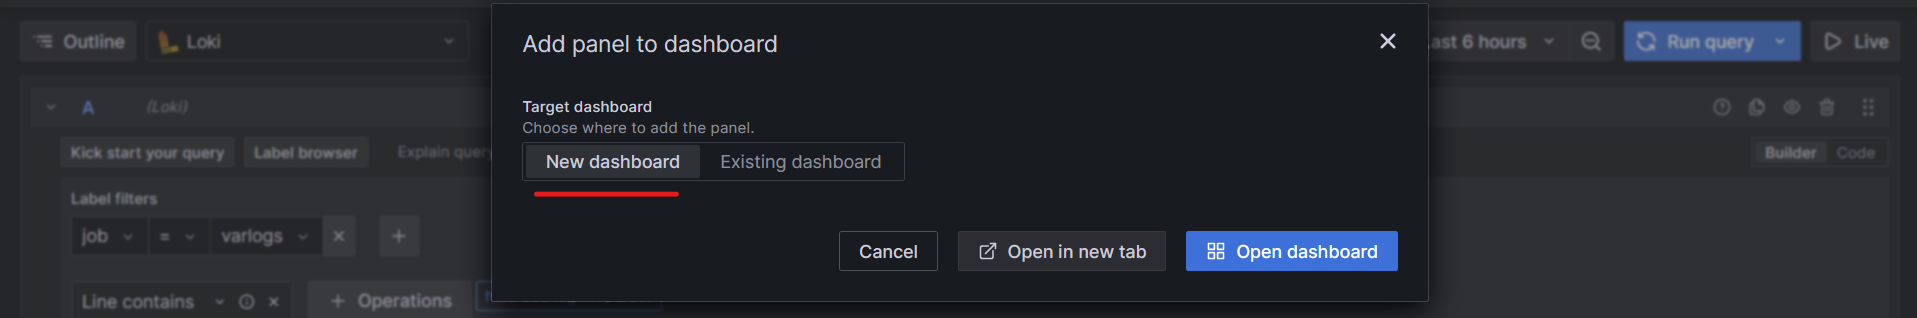 Add panel to dashboard
Outline
Loki
Last 6 hours
Run query
Live
Target dashboard
A
(Loki)
Choose where to add the panel.
Kick start your query
Label browser
Explain query
New dashboard
Existing dashboard
Builder
Code
Label filters
job
=
varlogs
Cancel
Open in new tab
Open dashboard
Line contains
+ Operations